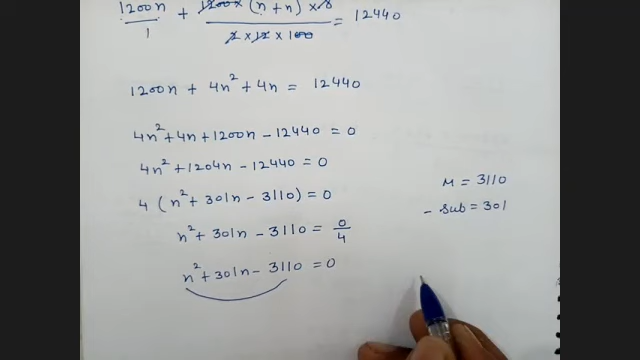 1200n / 1 + 1200 × (n² + n) × 8 / 2 × 12 × 100 = 12440
1200n + 4n² + 4n = 12440
4n² + 4n + 1200n - 12440 = 0
4n² + 1204n - 12440 = 0
4 ( n² + 301n - 3110 ) = 0
n² + 301n - 3110 = 0 / 4
n² + 301n - 3110 = 0
M = 3110
- sub = 301